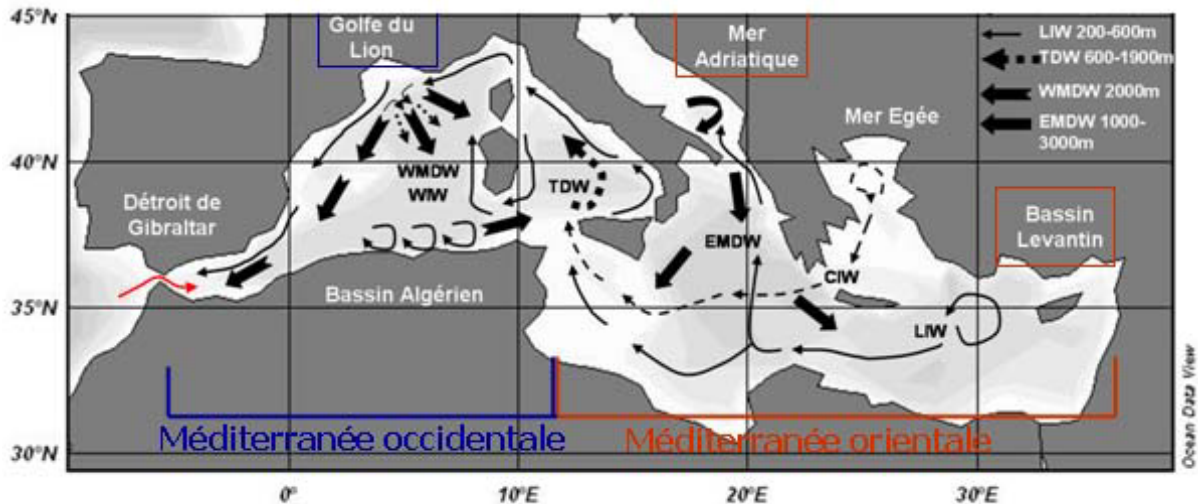 45°N
Golfe du
Lion
Mer
Adriatique
LIW 200-600m
TDW 600-1900m
WMDW 2000m
EMDW 1000-
3000m
Mer Egée
40°N
WMDW
WIW
TDW
Détroit de
Gibraltar
Bassin
Levantin
EMDW
CIW
Bassin Algérien
35°N
LIW
Méditerranée occidentale
Méditerranée orientale
30°N
0°
10°E
20°E
30°E
Ocean Data View